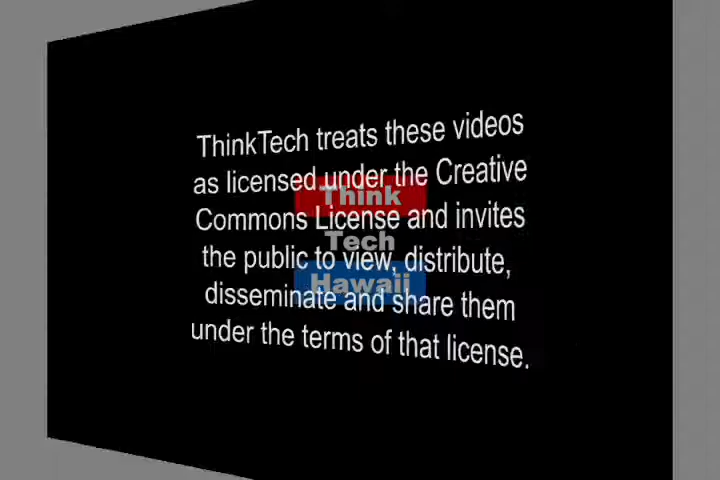 ThinkTech treats these videos
as licensed under the Creative
Think
Commons License and invites
Tech
the public to view, distribute,
Hawaii
disseminate and share them
under the terms of that license.